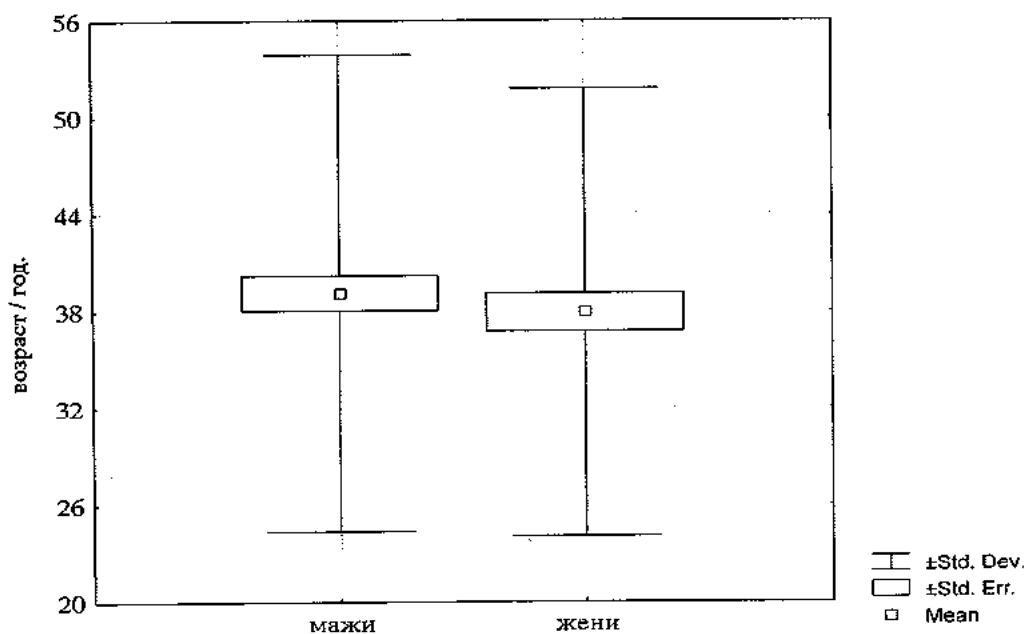 56
50
44
38
32
26
20
возраст / год.
мажи
жени
±Std. Dev.
±Std. Err.
Mean